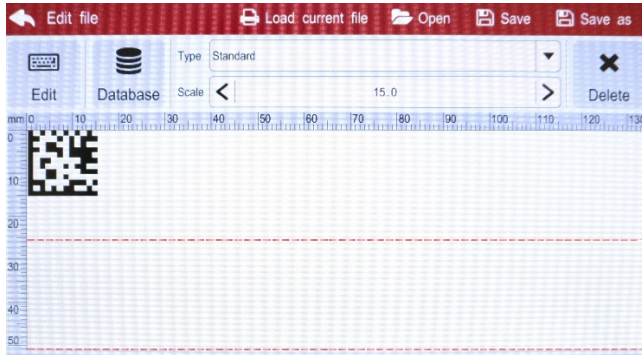 Edit file Load current file Open Save Save as
Type Standard
Edit Database Scale 15.0 Delete
mm 0 10 20 30 40 50 60 70 80 90 100 110 120 130
0
10
20
30
40
50